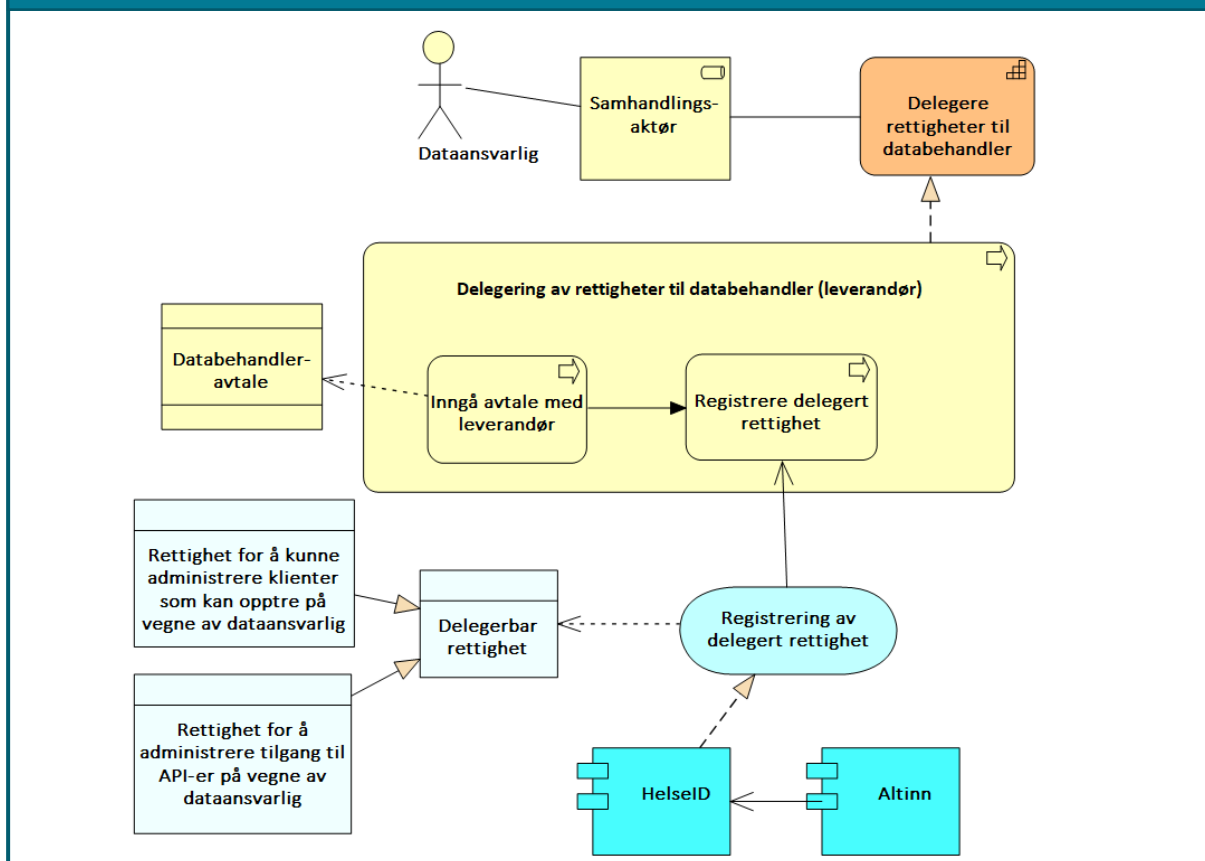 Dataansvarlig
Samhandlings-
aktør
Delegere
rettigheter til
databehandler
Delegering av rettigheter til databehandler (leverandør)
Databehandler-
avtale
Inngå avtale med
leverandør
Registrere delegert
rettighet
Rettighet for å kunne
administrere klienter
som kan opptre på
vegne av dataansvarlig
Delegerbar
rettighet
Registrering av
delegert rettighet
Rettighet for å
administrere tilgang til
API-er på vegne av
dataansvarlig
HelseID
Altinn